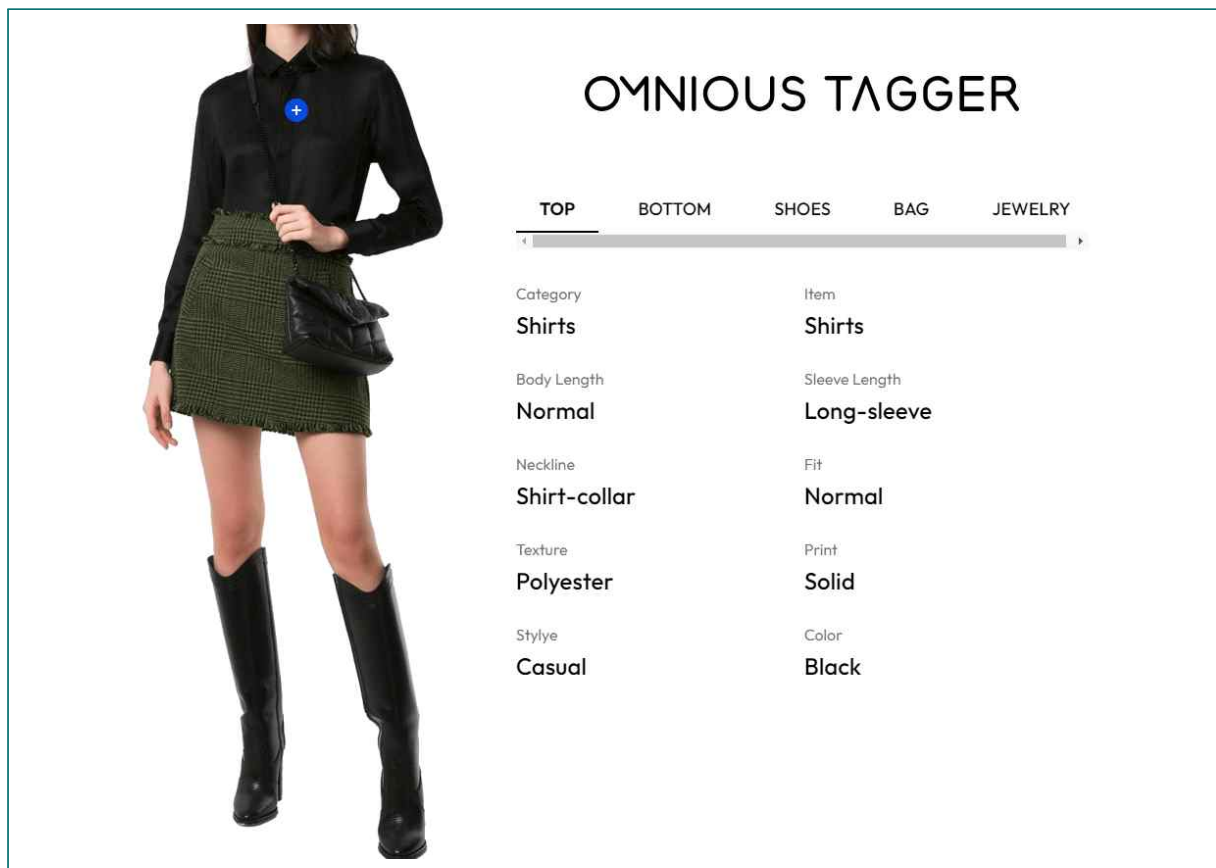 OMNIOUS TAGGER
TOP BOTTOM SHOES BAG JEWELRY
Category Item
Shirts Shirts
Body Length Sleeve Length
Normal Long-sleeve
Neckline Fit
Shirt-collar Normal
Texture Print
Polyester Solid
Stylye Color
Casual Black